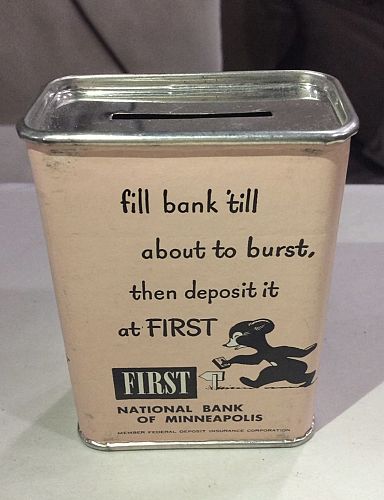 fill bank 'till
about to burst,
then deposit it
at FIRST
FIRST
NATIONAL BANK
OF MINNEAPOLIS
MEMBER FEDERAL DEPOSIT INSURANCE CORPORATION